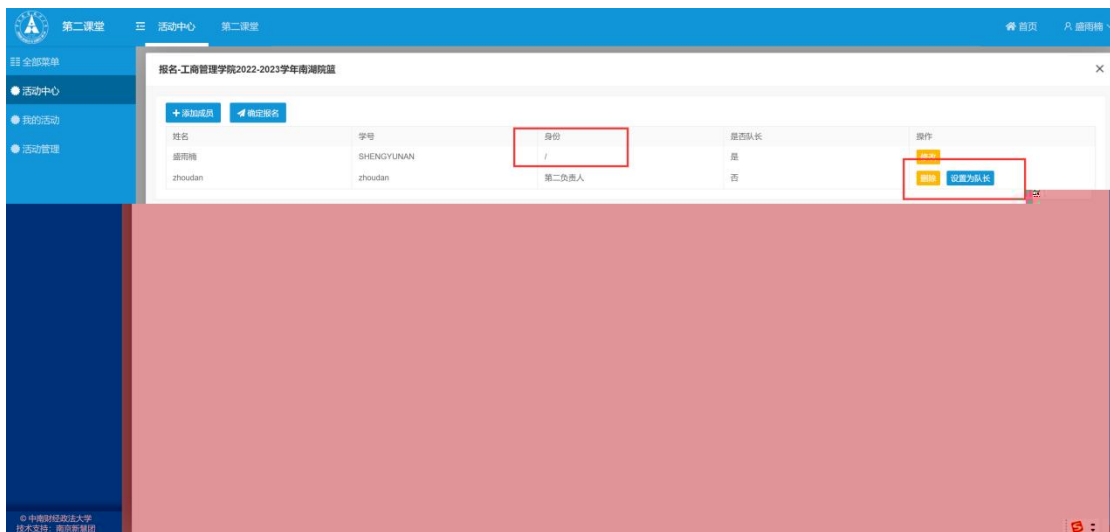 第二课堂 活动中心 第二课堂 首页 盛雨楠
全部菜单
报名-工商管理学院2022-2023学年南湖院篮
活动中心
+添加成员 确定报名
我的活动
姓名 学号 身份 是否队长 操作
活动管理
盛雨楠 SHENGYUNAN / 是
zhoudan zhoudan 第二负责人 否 删除 设置为队长
© 中南财经政法大学
技术支持：南京新慧团